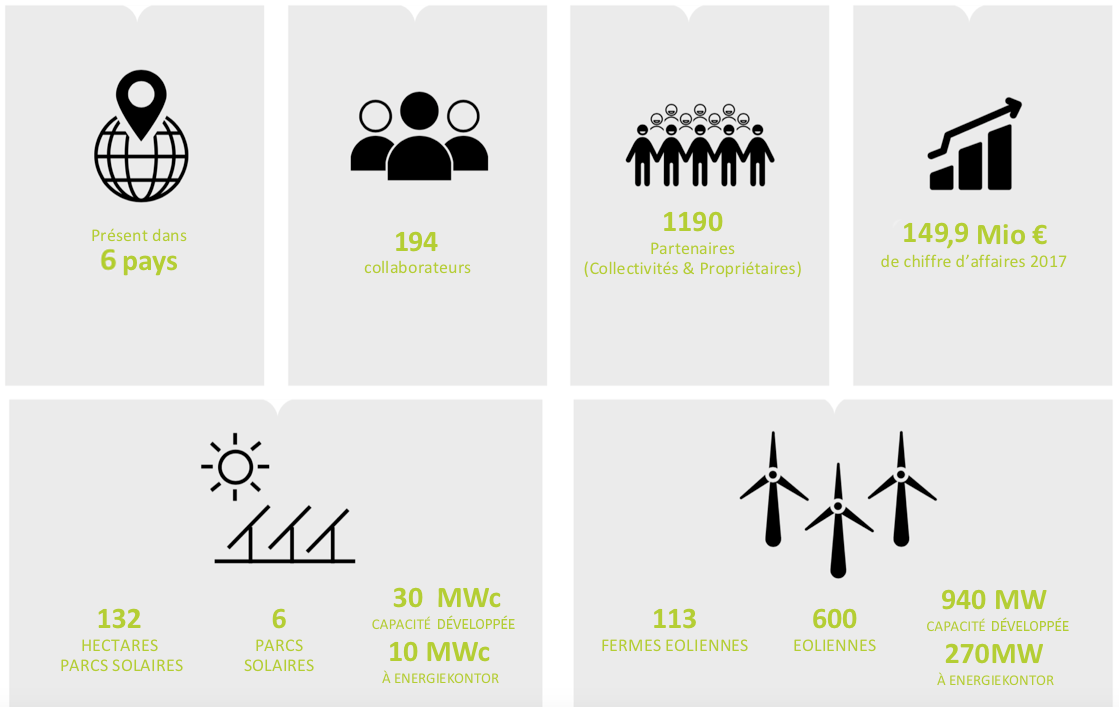 Présent dans
6 pays
194
collaborateurs
1190
Partenaires
(Collectivités & Propriétaires)
149,9 Mio €
de chiffre d’affaires 2017
132
HECTARES
PARCS SOLAIRES
6
PARCS
SOLAIRES
30 MWc
CAPACITÉ DÉVELOPPÉE
10 MWc
À ENERGIEKONTOR
113
FERMES EOLIENNES
600
EOLIENNES
940 MW
CAPACITÉ DÉVELOPPÉE
270MW
À ENERGIEKONTOR